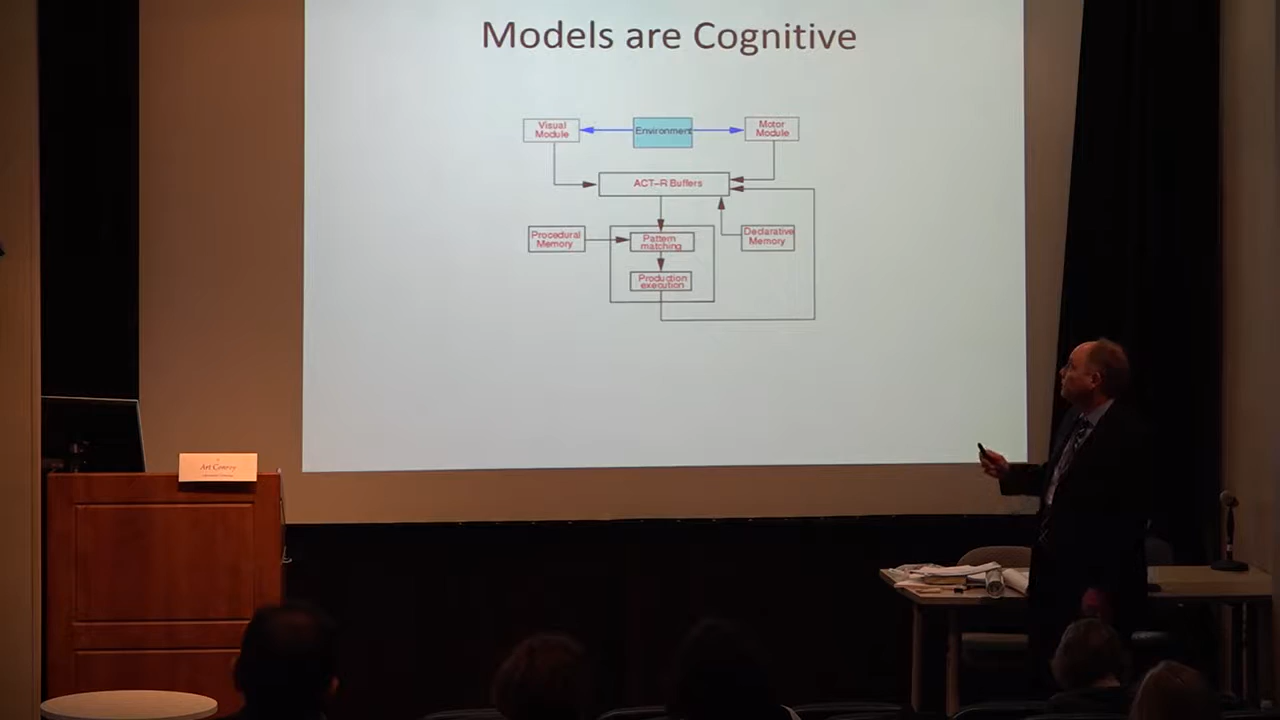 Models are Cognitive
Visual
Module
Environment
Motor
Module
ACT-R Buffers
Procedural
Memory
Pattern
matching
Declarative
Memory
Production
execution
Art Conroy